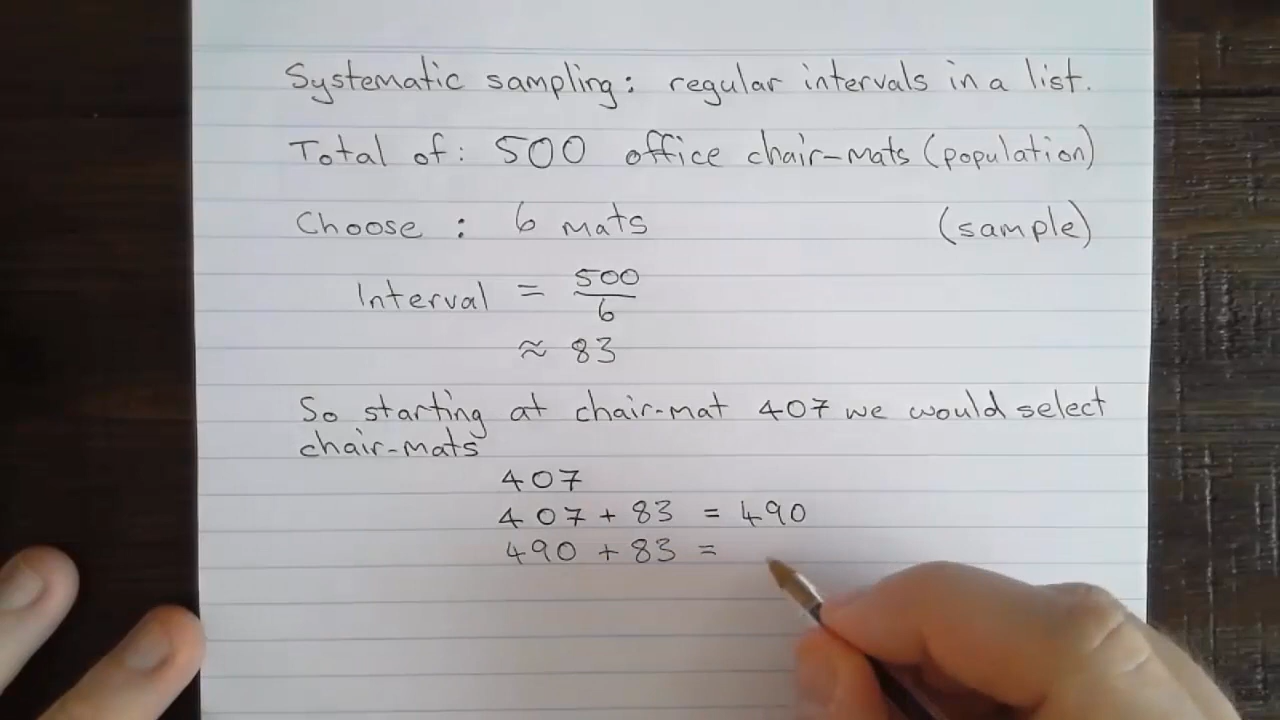 Systematic sampling: regular intervals in a list.
Total of: 500 office chair-mats (population)
Choose: 6 mats (sample)
Interval = 500/6
≈ 83
So starting at chair-mat 407 we would select
chair-mats
407
407 + 83 = 490
490 + 83 =